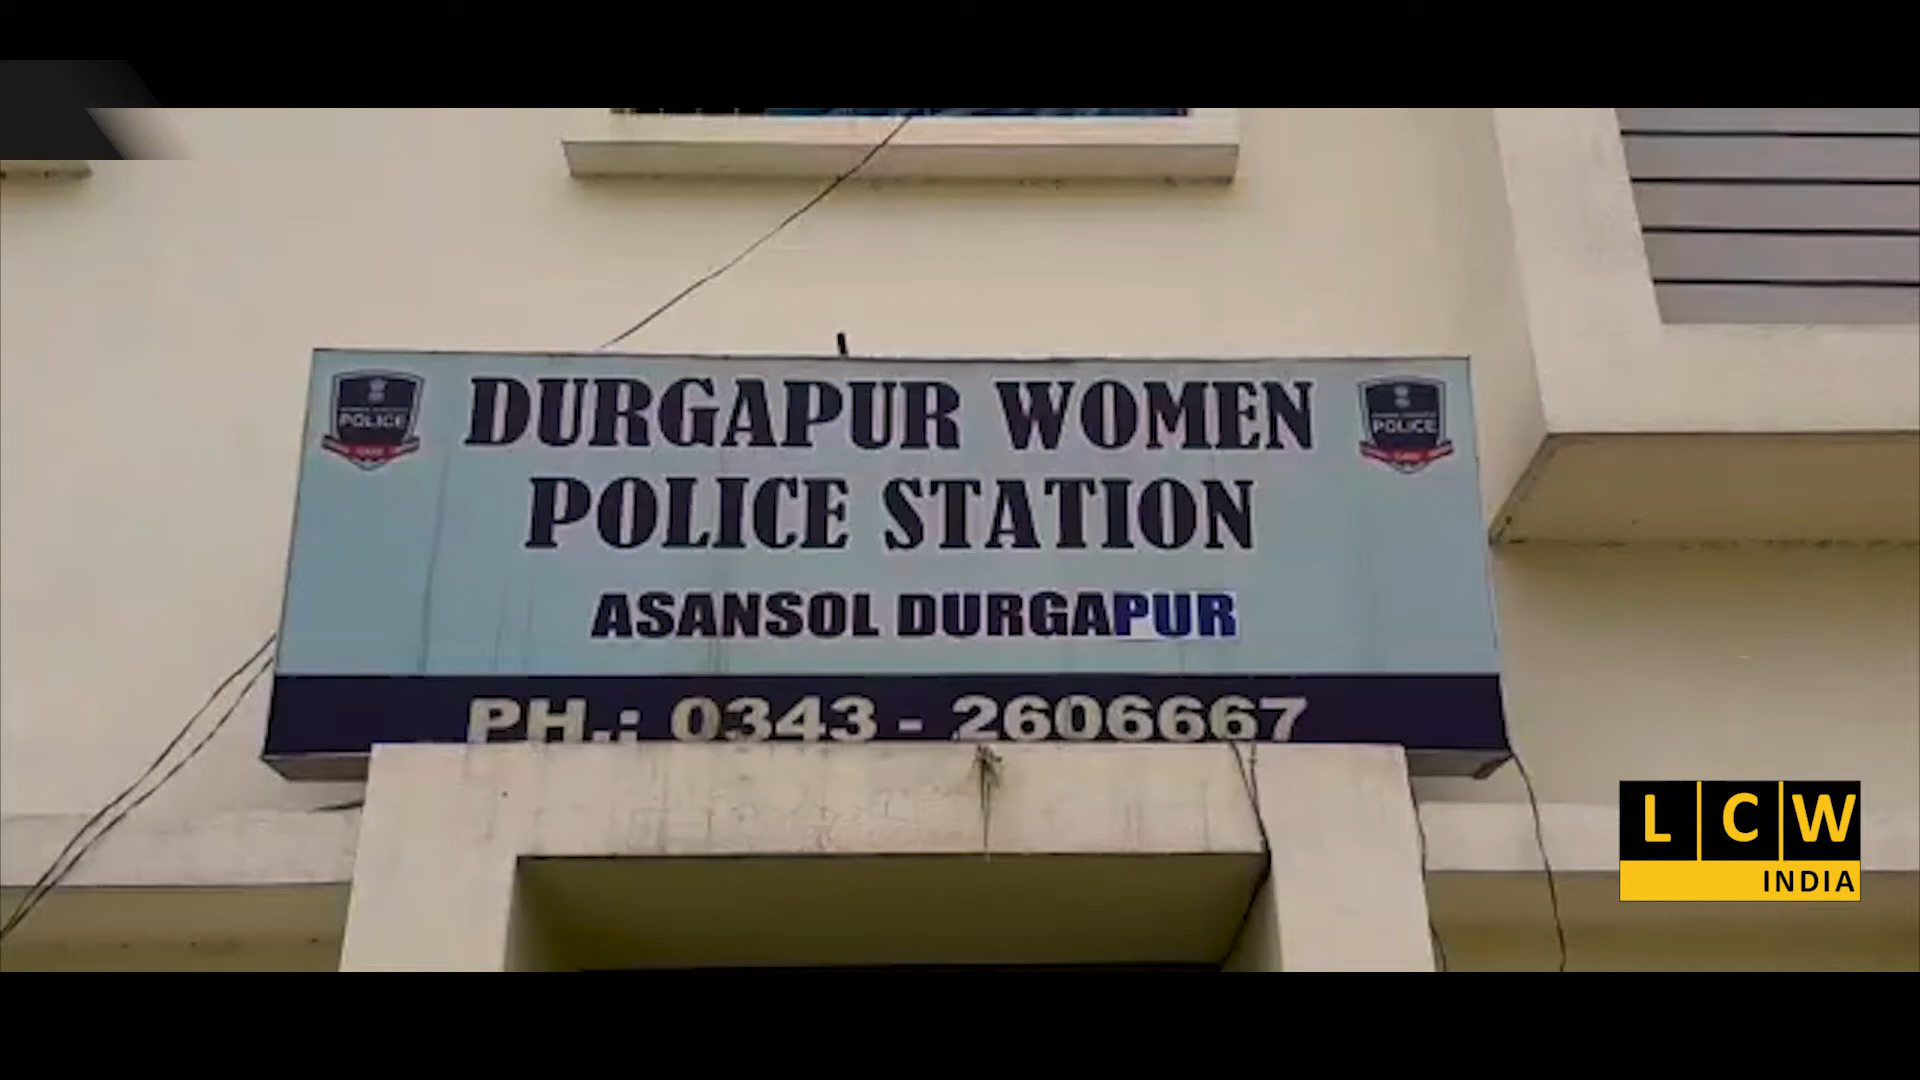 DURGAPUR WOMEN
POLICE STATION
POLICE
POLICE
ASANSOL DURGAPUR
PH.: 0343 - 2606667
L C W
INDIA